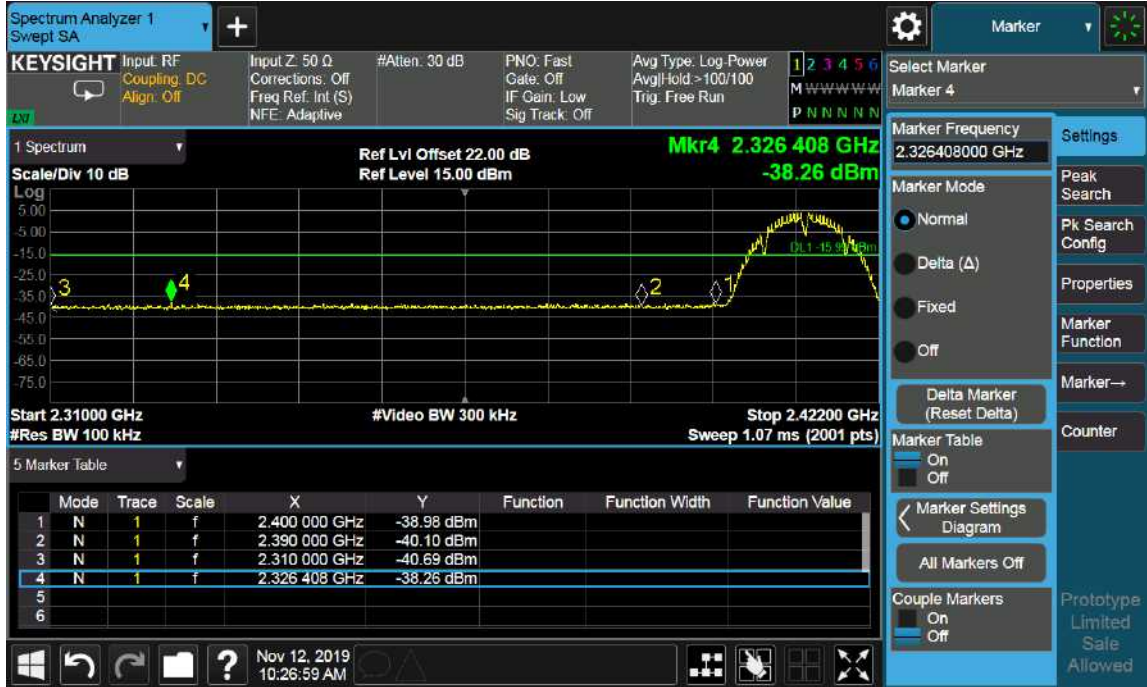 Spectrum Analyzer 1
Swept SA
Marker
KEYSIGHT
Input: RF
Coupling: DC
Align: Off
Input Z: 50 Ω
Corrections: Off
Freq Ref: Int (S)
NFE: Adaptive
#Atten: 30 dB
PNO: Fast
Gate: Off
IF Gain: Low
Sig Track: Off
Avg Type: Log-Power
Avg|Hold:>100/100
Trig: Free Run
1 2 3 4 5 6
M W W W W W
P N N N N N
LXI
Select Marker
Marker 4
1 Spectrum
Scale/Div 10 dB
Ref Lvl Offset 22.00 dB
Ref Level 15.00 dBm
Mkr4 2.326 408 GHz
-38.26 dBm
Log
5.00
-5.00
-15.0
-25.0
-35.0
-45.0
-55.0
-65.0
-75.0
3
4
2
1
Start 2.31000 GHz
#Res BW 100 kHz
#Video BW 300 kHz
Stop 2.42200 GHz
Sweep 1.07 ms (2001 pts)
5 Marker Table
Mode Trace Scale X Y Function Function Width Function Value
1 N 1 f 2.400 000 GHz -38.98 dBm
2 N 1 f 2.390 000 GHz -40.10 dBm
3 N 1 f 2.310 000 GHz -40.69 dBm
4 N 1 f 2.326 408 GHz -38.26 dBm
5
6
Nov 12, 2019
10:26:59 AM
Marker Frequency
2.326408000 GHz
Marker Mode
Normal
Delta (Δ)
Fixed
Off
Delta Marker
(Reset Delta)
Marker Table
On
Off
Marker Settings
Diagram
All Markers Off
Couple Markers
On
Off
Settings
Peak
Search
Pk Search
Config
Properties
Marker
Function
Marker→
Counter
Prototype
Limited
Sale
Allowed